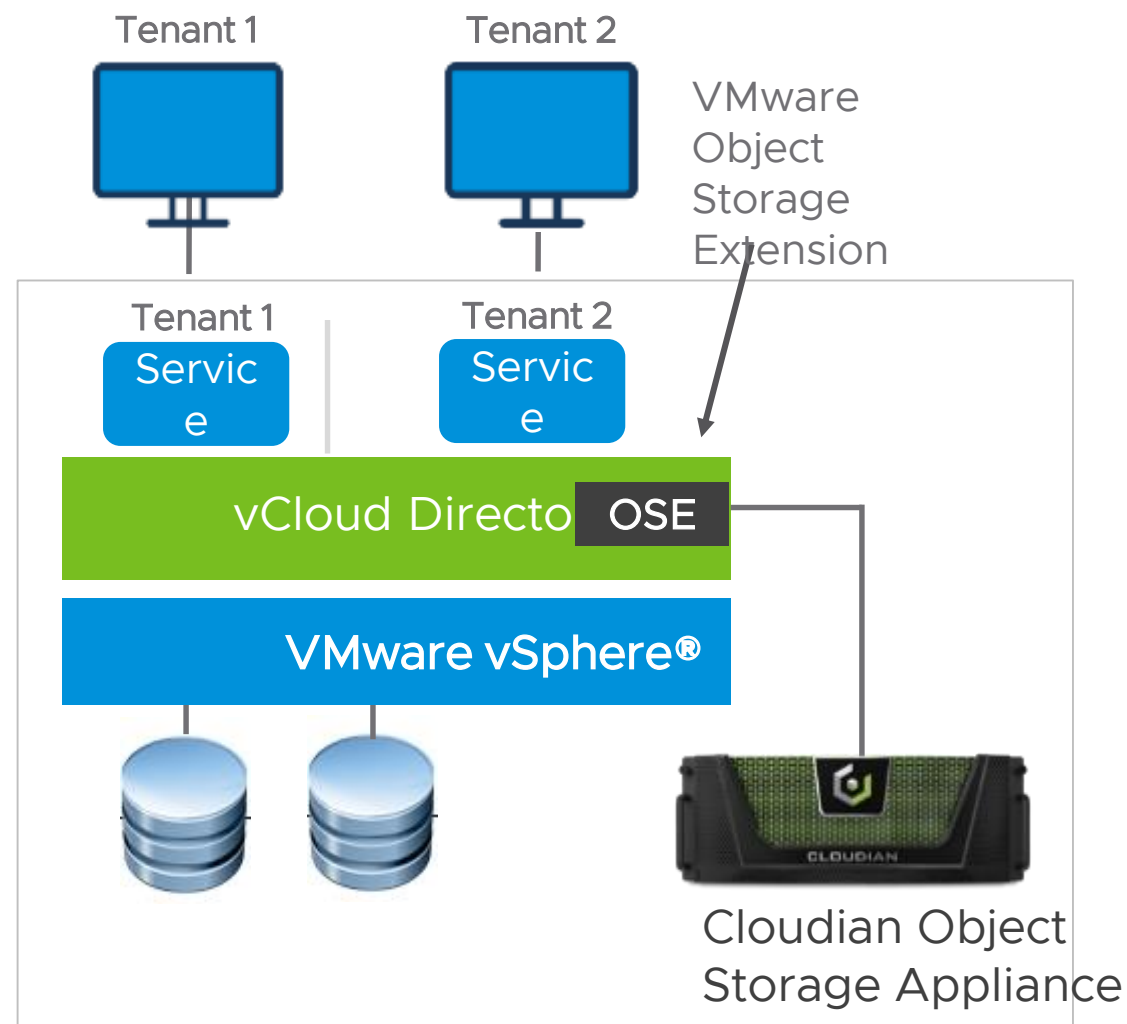 Tenant 1
Tenant 2
VMware
Object
Storage
Extension
Tenant 1
Tenant 2
Servic
e
Servic
e
vCloud Directo
OSE
VMware vSphere®
CLOUDIAN
Cloudian Object
Storage Appliance